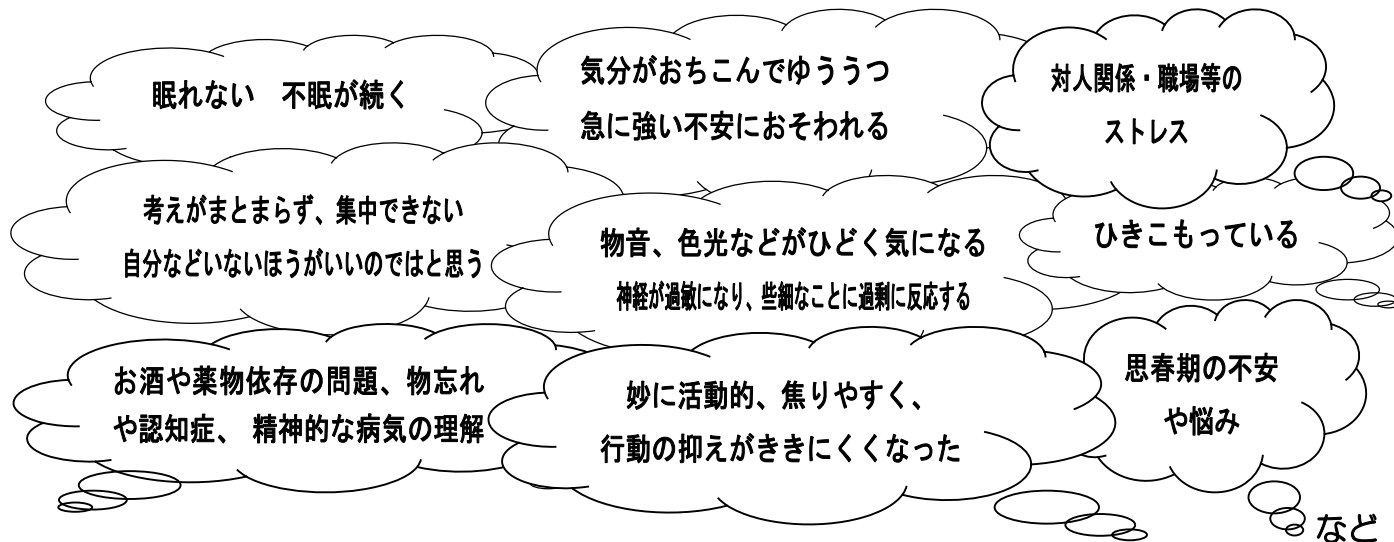 眠れない 不眠が続く
気分がおちこんでゆううつ
急に強い不安におそわれる
対人関係・職場等の
ストレス
考えがまとまらず、集中できない
自分などいないほうがいいのではと思う
物音、色光などがひどく気になる
神経が過敏になり、些細なことに過剰に反応する
ひきこもっている
お酒や薬物依存の問題、物忘れ
や認知症、 精神的な病気の理解
妙に活動的、焦りやすく、
行動の抑えがききにくくなった
思春期の不安
や悩み
など